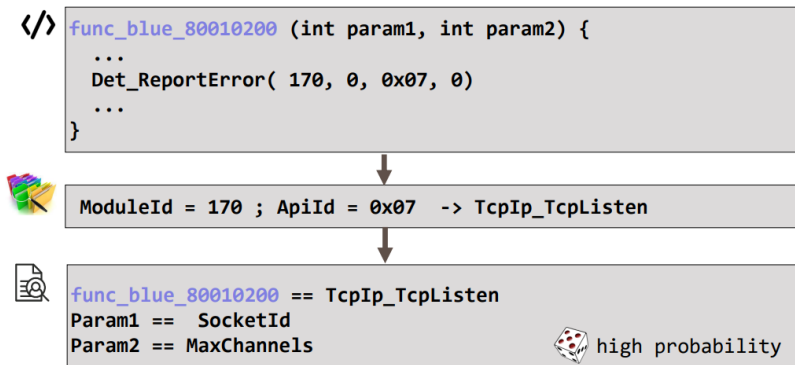 </> func_blue_80010200 (int param1, int param2) {
...
Det_ReportError( 170, 0, 0x07, 0)
...
}
ModuleId = 170 ; ApiId = 0x07 -> TcpIp_TcpListen
func_blue_80010200 == TcpIp_TcpListen
Param1 == SocketId
Param2 == MaxChannels
high probability